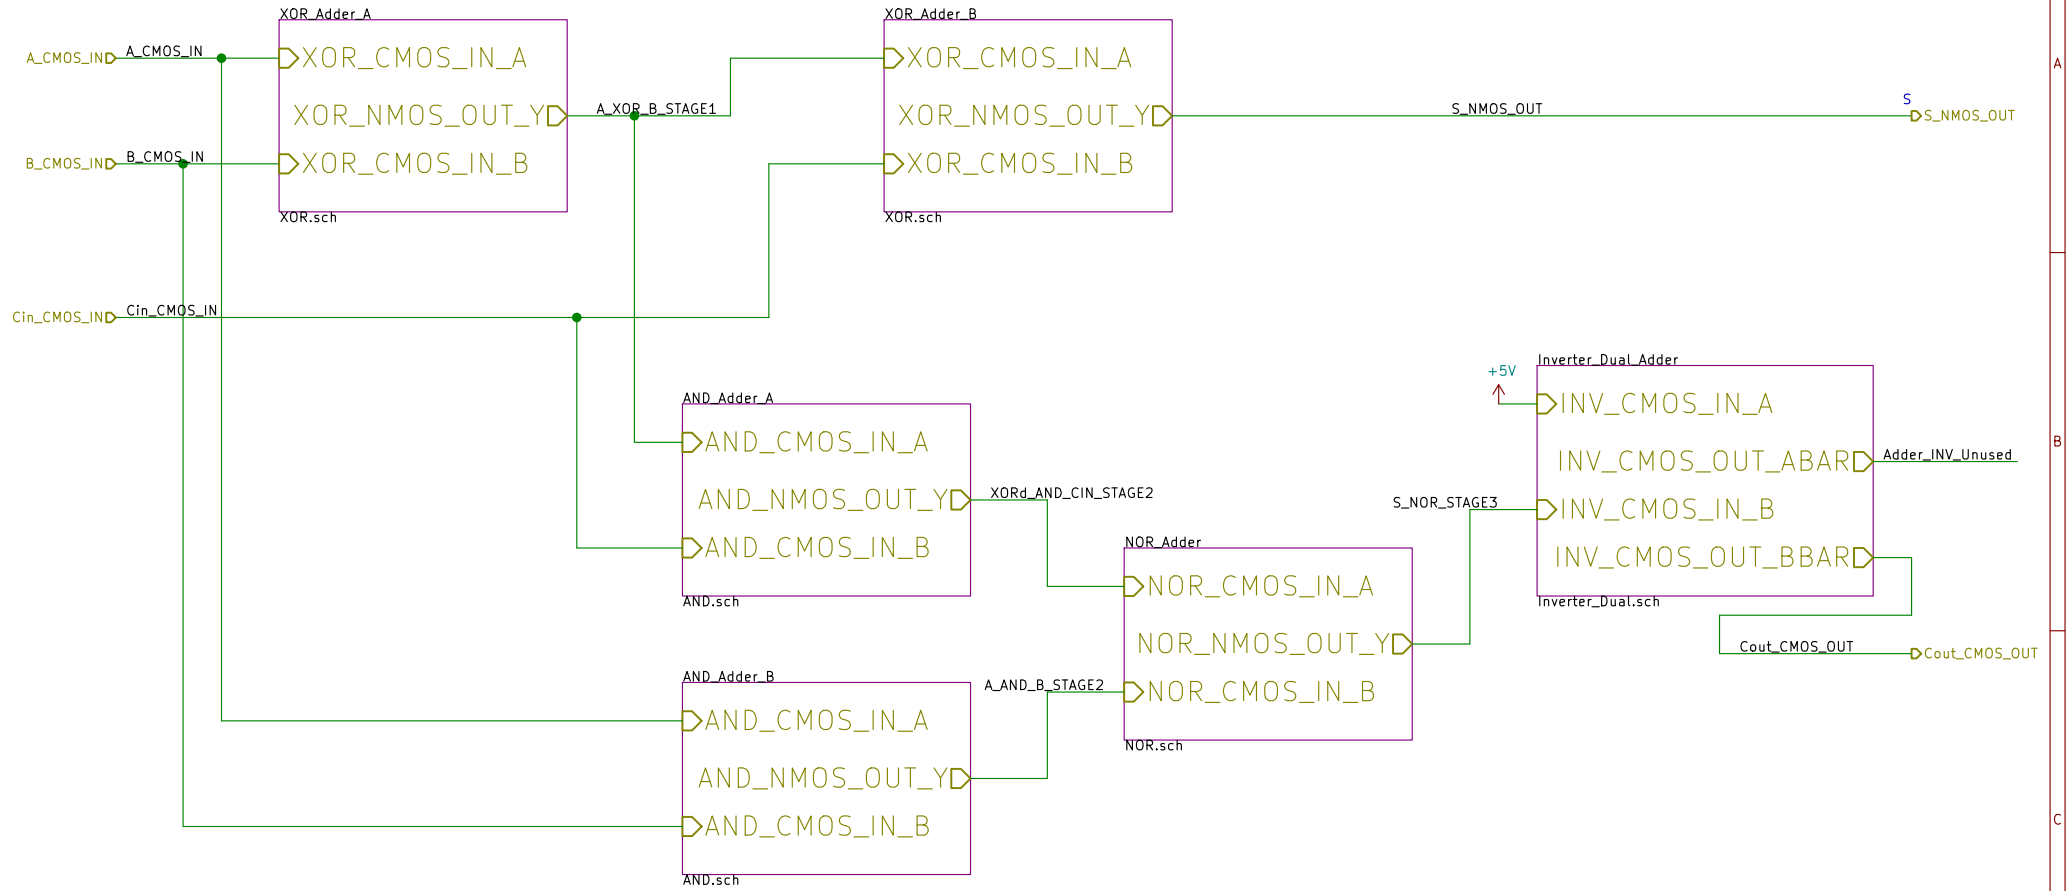 XOR_Adder_A
XOR_Adder_B
A_CMOS_IN
A_CMOS_IN
XOR_CMOS_IN_A
XOR_CMOS_IN_A
A
S
XOR_NMOS_OUT_Y
A_XOR_B_STAGE1
XOR_NMOS_OUT_Y
S_NMOS_OUT
S_NMOS_OUT
B_CMOS_IN
B_CMOS_IN
XOR_CMOS_IN_B
XOR_CMOS_IN_B
XOR.sch
XOR.sch
Cin_CMOS_IN
Cin_CMOS_IN
Inverter_Dual_Adder
+5V
AND_Adder_A
INV_CMOS_IN_A
AND_CMOS_IN_A
B
INV_CMOS_OUT_ABAR
Adder_INV_Unused
AND_NMOS_OUT_Y
XORd_AND_CIN_STAGE2
S_NOR_STAGE3
INV_CMOS_IN_B
AND_CMOS_IN_B
NOR_Adder
INV_CMOS_OUT_BBAR
NOR_CMOS_IN_A
AND.sch
Inverter_Dual.sch
NOR_NMOS_OUT_Y
Cout_CMOS_OUT
Cout_CMOS_OUT
AND_Adder_B
A_AND_B_STAGE2
NOR_CMOS_IN_B
AND_CMOS_IN_A
NOR.sch
AND_NMOS_OUT_Y
AND_CMOS_IN_B
C
AND.sch